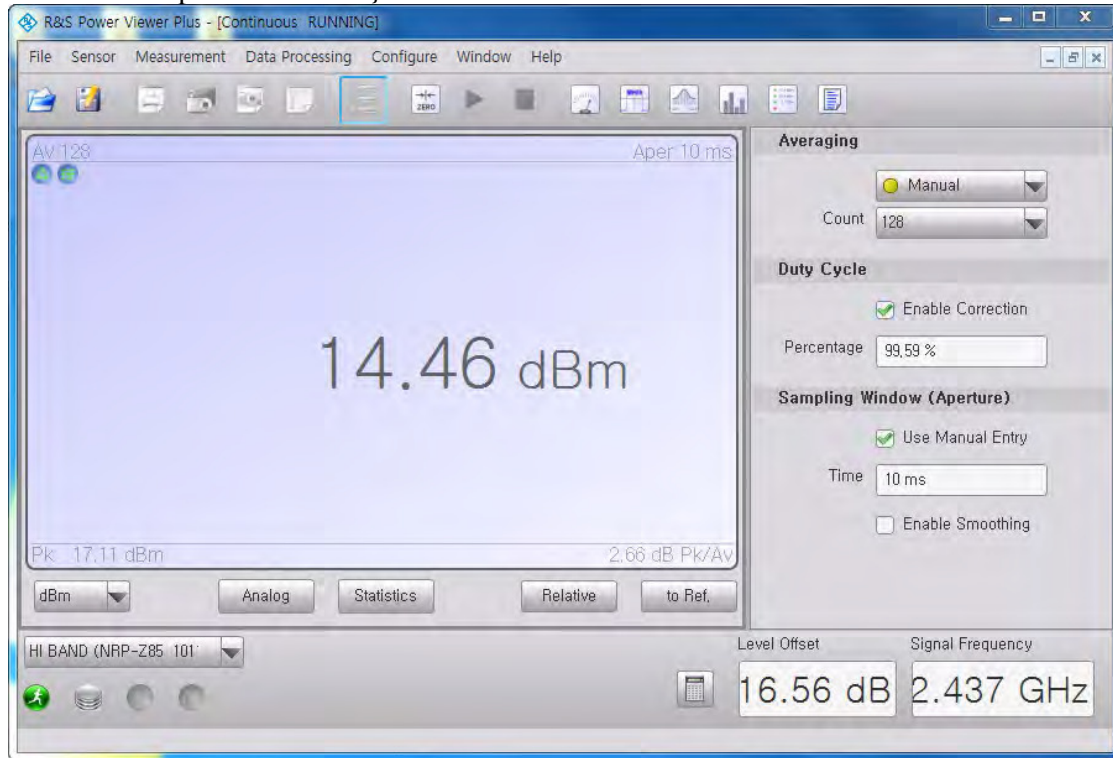 R&S Power Viewer Plus - [Continuous RUNNING]
File Sensor Measurement Data Processing Configure Window Help
ZERO
Av 128 Aper 10 ms
14.46 dBm
Pk 17,11 dBm 2,66 dB Pk/Av
dBm Analog Statistics Relative to Ref,
Averaging
Manual
Count 128
Duty Cycle
Enable Correction
Percentage 99,59 %
Sampling Window (Aperture)
Use Manual Entry
Time 10 ms
Enable Smoothing
HI BAND (NRP-Z85 101
Level Offset Signal Frequency
16.56 dB 2.437 GHz